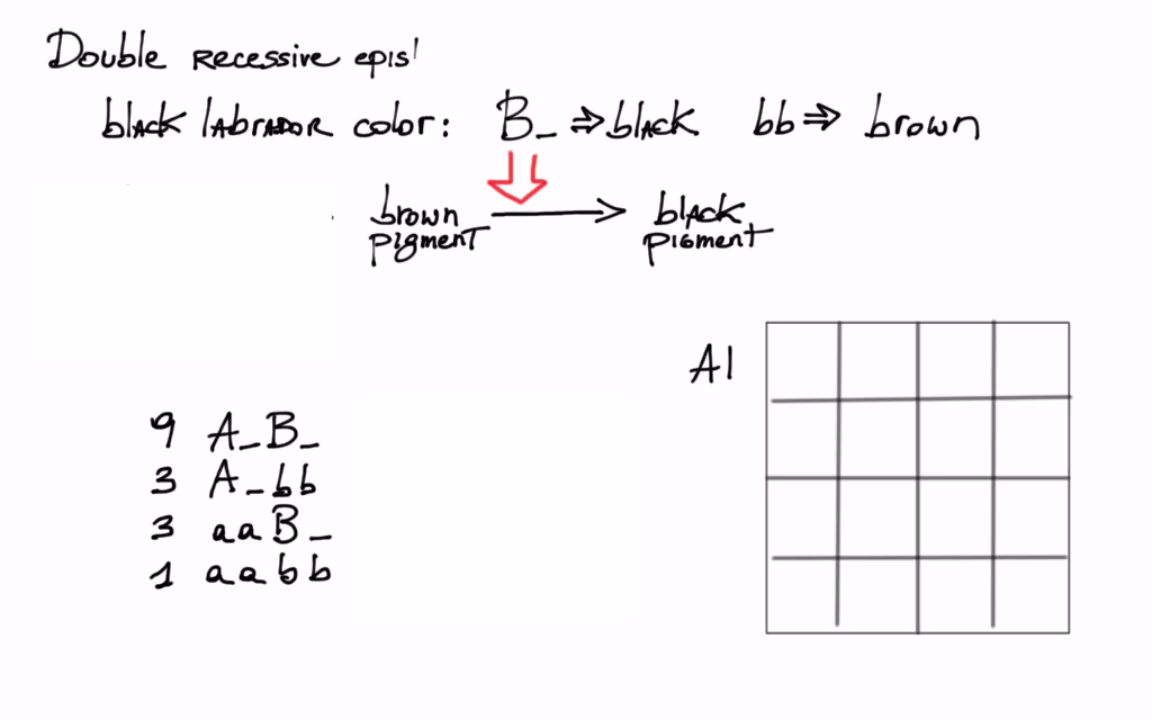 Double Recessive epis
black labrador color: B_ ⇒ black bb ⇒ brown
brown pigment → black pigment
A
9 A_B_
3 A_bb
3 aaB_
1 aabb